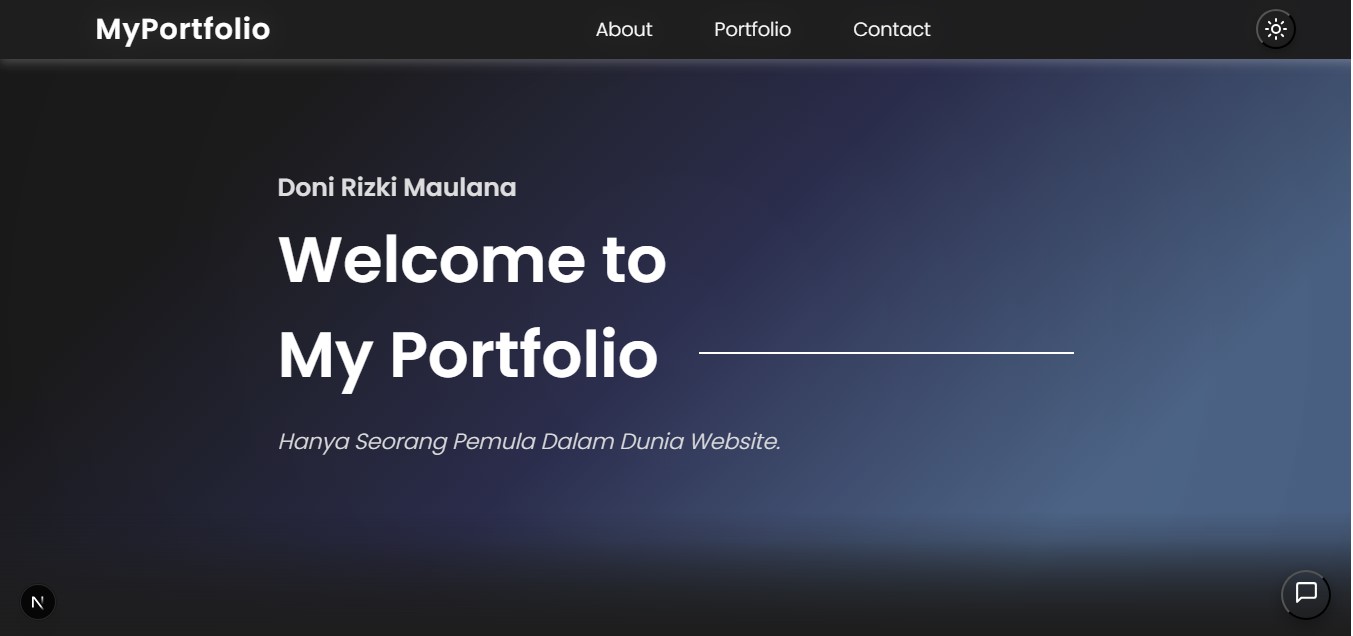 MyPortfolio
About
Portfolio
Contact
Doni Rizki Maulana
Welcome to
My Portfolio
Hanya Seorang Pemula Dalam Dunia Website.
N